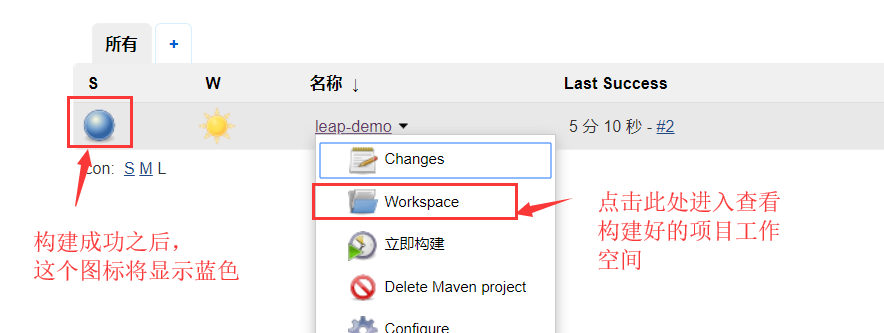 所有 +
S W 名称 ↓ Last Success
leap-demo 5 分 10 秒 - #2
con: S M L
Changes
Workspace
立即构建
Delete Maven project
Configure
构建成功之后，
这个图标将显示蓝色
点击此处进入查看
构建好的项目工作
空间